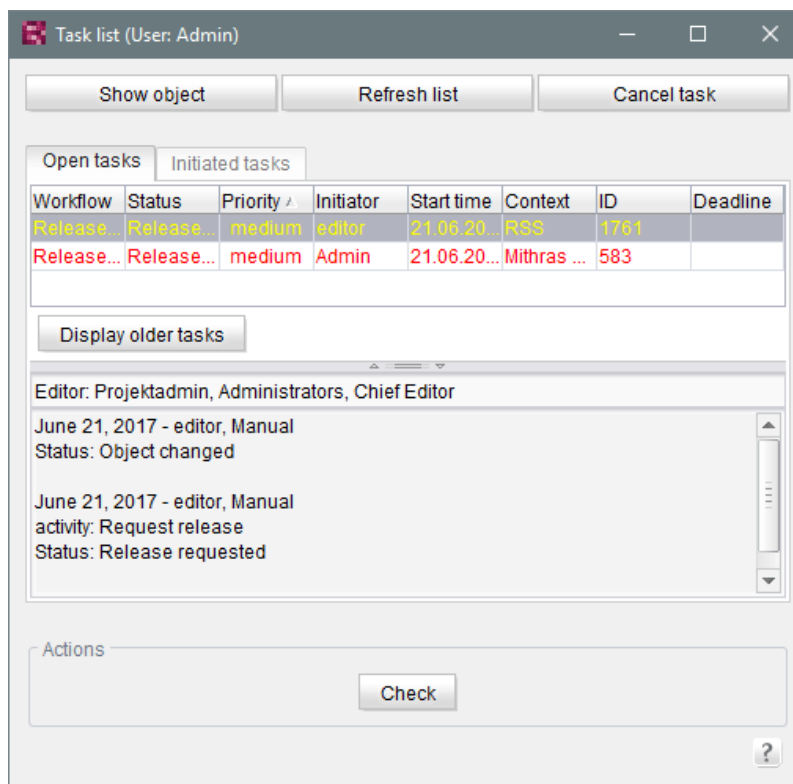 Task list (User: Admin)
Show object Refresh list Cancel task
Open tasks Initiated tasks
Workflow Status Priority Initiator Start time Context ID Deadline
Release... Release... medium editor 21.06.20... RSS 1761
Release... Release... medium Admin 21.06.20... Mithras ... 583
Display older tasks
Editor: Projektadmin, Administrators, Chief Editor
June 21, 2017 - editor, Manual
Status: Object changed
June 21, 2017 - editor, Manual
activity: Request release
Status: Release requested
Actions
Check
?